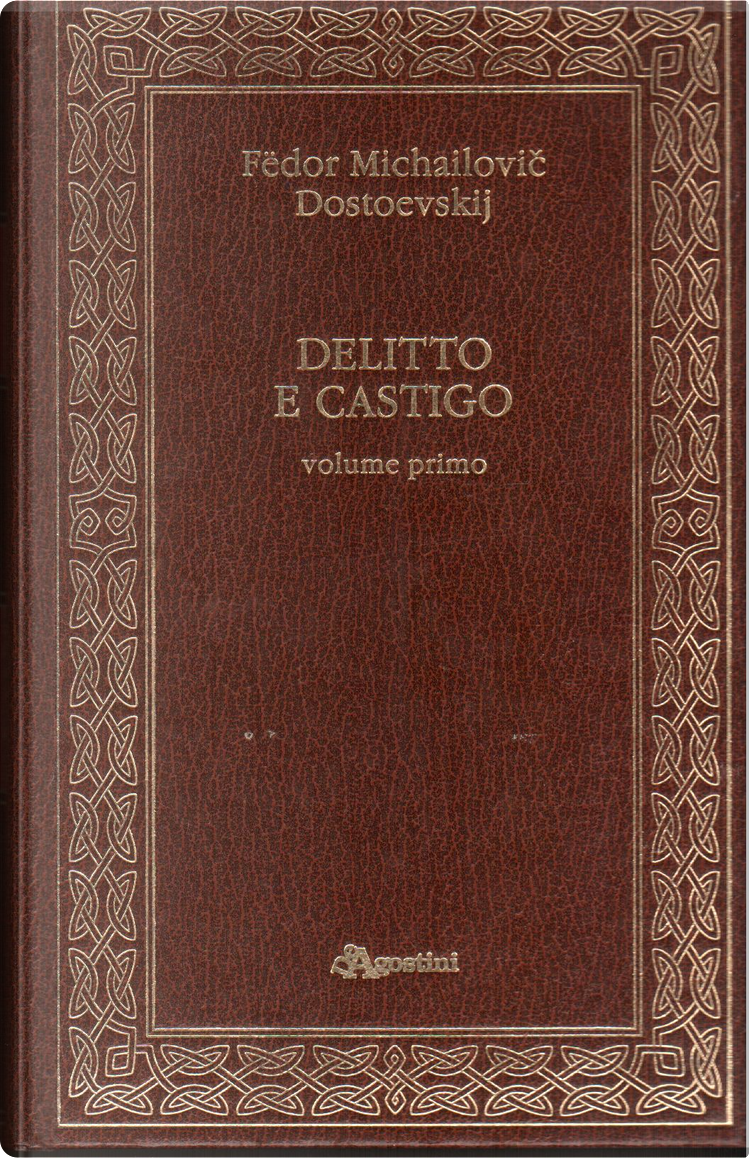 Fëdor Michailovič
Dostoevskij
DELITTO
E CASTIGO
volume primo
DeAgostini